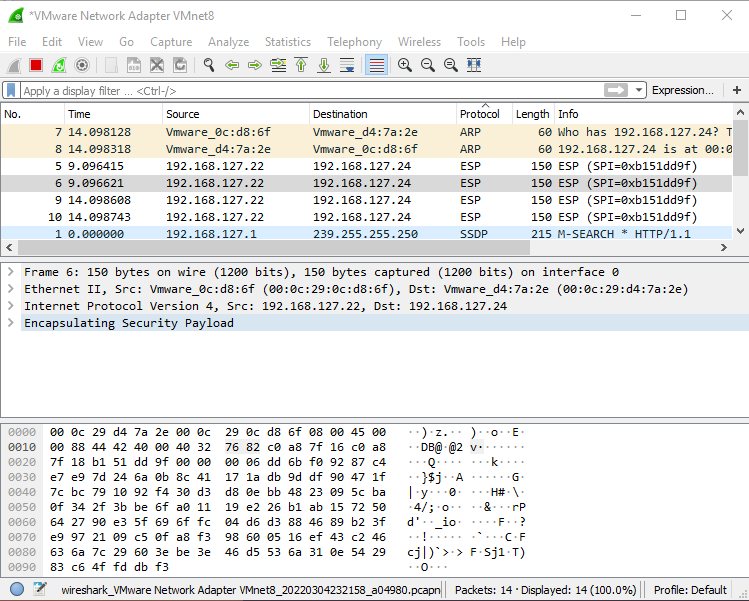 *VMware Network Adapter VMnet8
File Edit View Go Capture Analyze Statistics Telephony Wireless Tools Help
Apply a display filter ... <Ctrl-/> Expression... +
No. Time Source Destination Protocol Length Info
7 14.098128 Vmware_0c:d8:6f Vmware_d4:7a:2e ARP 60 Who has 192.168.127.24? T
8 14.098318 Vmware_d4:7a:2e Vmware_0c:d8:6f ARP 60 192.168.127.24 is at 00:0
5 9.096415 192.168.127.22 192.168.127.24 ESP 150 ESP (SPI=0xb151dd9f)
6 9.096621 192.168.127.22 192.168.127.24 ESP 150 ESP (SPI=0xb151dd9f)
9 14.098608 192.168.127.22 192.168.127.24 ESP 150 ESP (SPI=0xb151dd9f)
10 14.098743 192.168.127.22 192.168.127.24 ESP 150 ESP (SPI=0xb151dd9f)
1 0.000000 192.168.127.1 239.255.255.250 SSDP 215 M-SEARCH * HTTP/1.1
Frame 6: 150 bytes on wire (1200 bits), 150 bytes captured (1200 bits) on interface 0
Ethernet II, Src: Vmware_0c:d8:6f (00:0c:29:0c:d8:6f), Dst: Vmware_d4:7a:2e (00:0c:29:d4:7a:2e)
Internet Protocol Version 4, Src: 192.168.127.22, Dst: 192.168.127.24
Encapsulating Security Payload
0000 00 0c 29 d4 7a 2e 00 0c 29 0c d8 6f 08 00 45 00 ··)·z.·· )··o··E·
0010 00 88 44 42 40 00 40 32 76 82 c0 a8 7f 16 c0 a8 ··DB@·@2 v·······
0020 7f 18 b1 51 dd 9f 00 00 00 06 dd 6b f0 92 87 c4 ···Q···· ···k····
0030 e7 e9 7d 24 6a 0b 8c 41 17 1a db 9d df 90 47 1f ··}$j··A ······G·
0040 7c bc 79 10 92 f4 30 d3 d8 0e bb 48 23 09 5c ba |·y···0· ···H#·\·
0050 0f 34 2f 3b be 6f a0 11 19 e2 26 b1 ab 15 72 50 ·4/;·o·· ··&···rP
0060 64 27 90 e3 5f 69 6f fc 04 d6 d3 88 46 89 b2 3f d'··_io· ····F··?
0070 e9 97 21 09 c5 0f a8 f3 98 60 05 16 ef 43 c2 46 ··!····· ·`···C·F
0080 63 6a 7c 29 60 3e be 3e 46 d5 53 6a 31 0e 54 29 cj|)`>·> F·Sj1·T)
0090 83 c6 4f fd db f3 ··O···
wireshark_VMware Network Adapter VMnet8_20220304232158_a04980.pcapng Packets: 14 · Displayed: 14 (100.0%) Profile: Default